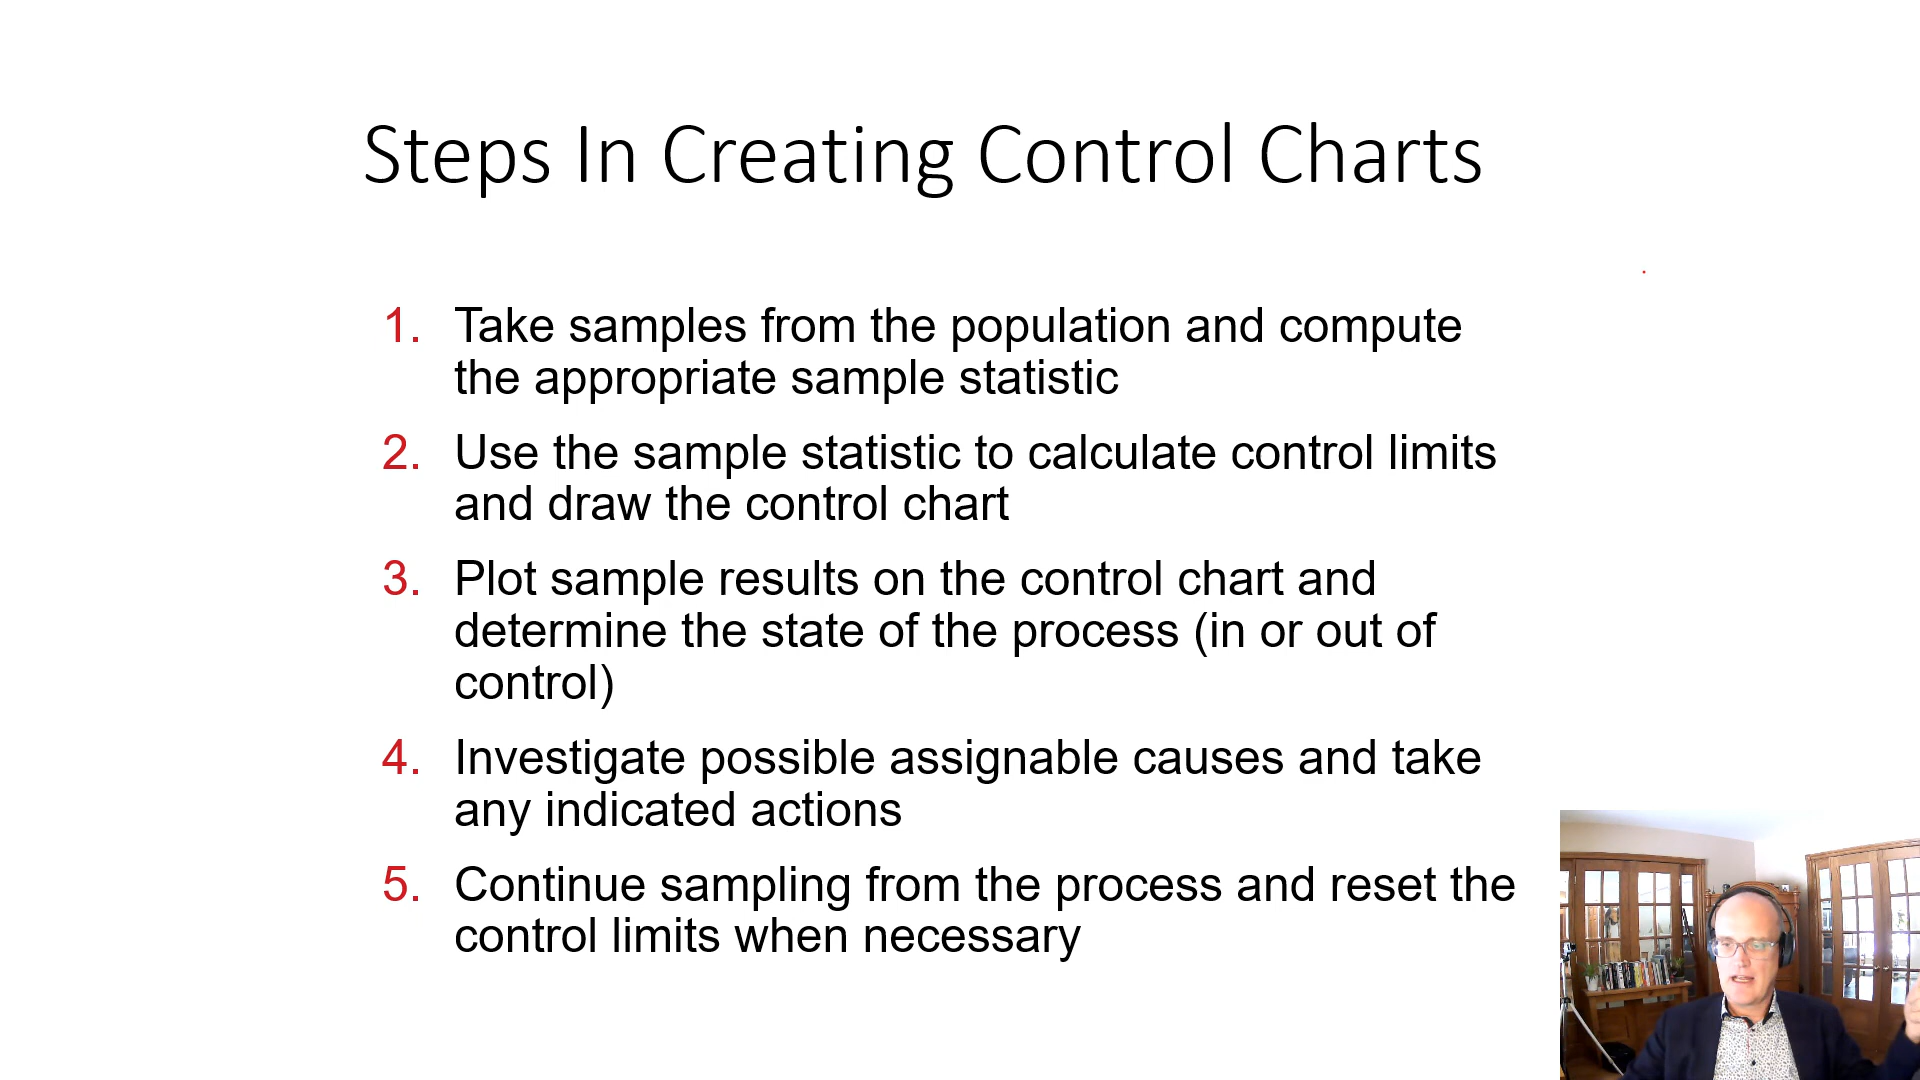 Steps In Creating Control Charts
1. Take samples from the population and compute
the appropriate sample statistic
2. Use the sample statistic to calculate control limits
and draw the control chart
3. Plot sample results on the control chart and
determine the state of the process (in or out of
control)
4. Investigate possible assignable causes and take
any indicated actions
5. Continue sampling from the process and reset the
control limits when necessary